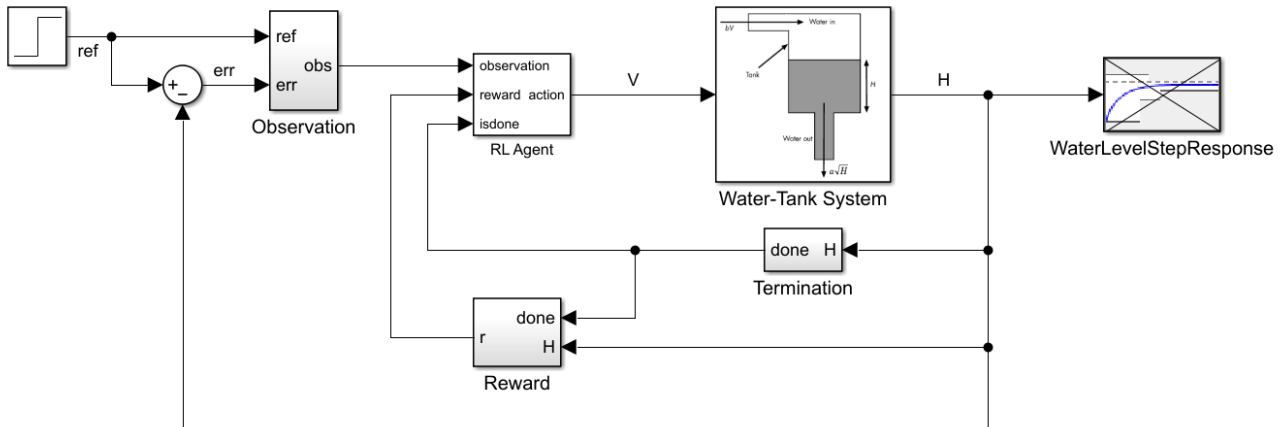 ref
+
−
err
ref
err
obs
Observation
observation
reward action
isdone
RL Agent
V
bV
Water in
Tank
H
Water out
a√H
Water-Tank System
H
WaterLevelStepResponse
done H
Termination
done
r
H
Reward